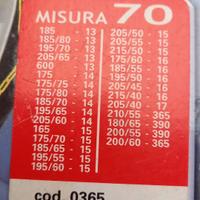 MISURA 70
185 - 13
185/80 - 13
195/70 - 13
205/65 - 13
600 - 13
175 - 14
175/75 - 14
175/80 - 14
185/70 - 14
195/65 - 14
205/60 - 14
165 - 15
175/70 - 15
185/65 - 15
195/55 - 15
195/60 - 15
205/50 - 15
205/55 - 15
215/50 - 15
185/55 - 16
195/50 - 16
205/45 - 16
215/40 - 16
205/40 - 17
210/55 - 365
180/65 - 390
200/55 - 390
200/60 - 365
cod. 0365